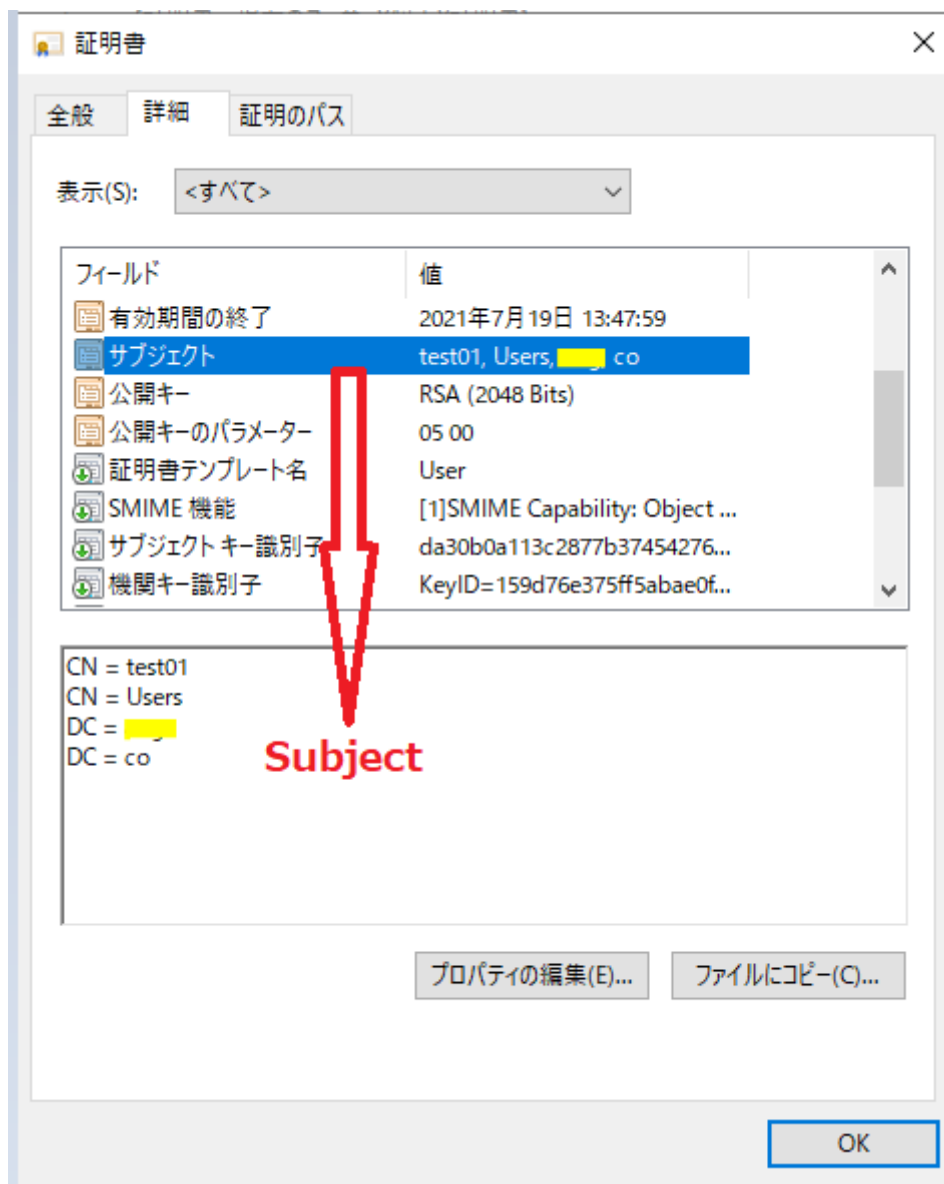 証明書
全般 詳細 証明のパス
表示(S): <すべて>
フィールド 値
有効期間の終了 2021年7月19日 13:47:59
サブジェクト test01, Users, co
公開キー RSA (2048 Bits)
公開キーのパラメーター 05 00
証明書テンプレート名 User
SMIME 機能 [1]SMIME Capability: Object ...
サブジェクト キー識別子 da30b0a113c2877b37454276...
機関キー識別子 KeyID=159d76e375ff5abae0f...
CN = test01
CN = Users
DC =
DC = co
Subject
プロパティの編集(E)... ファイルにコピー(C)...
OK